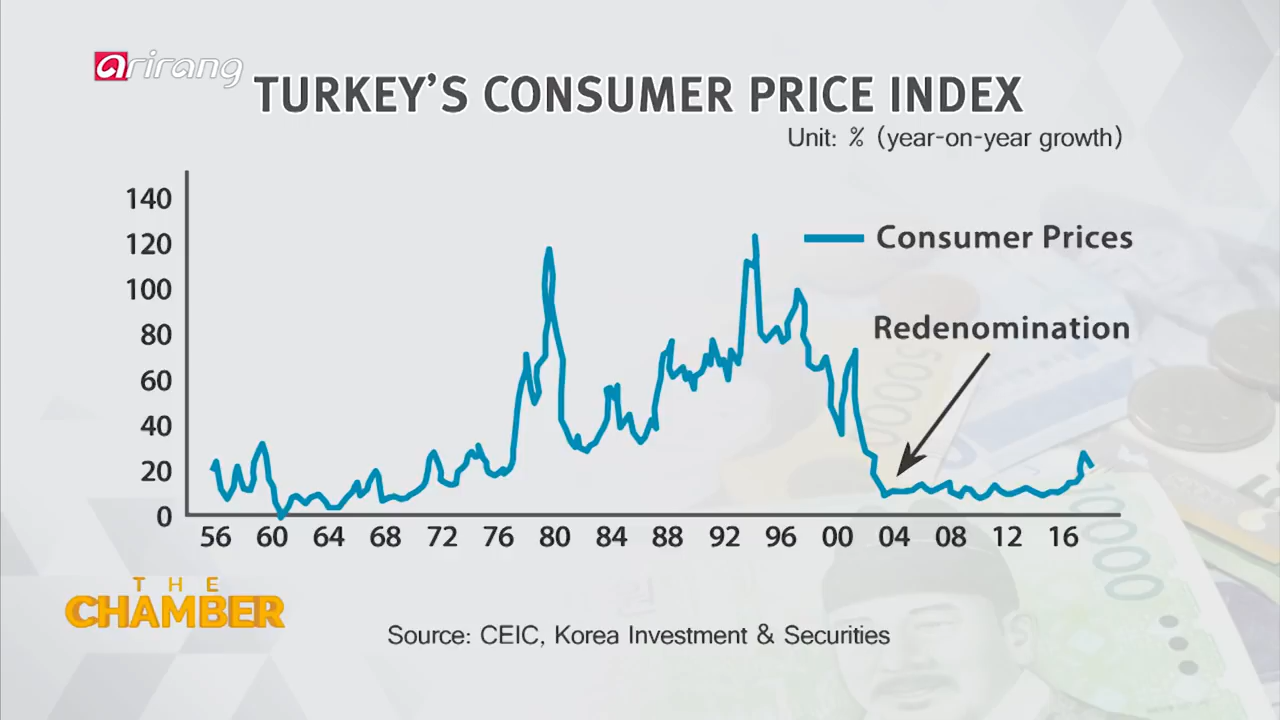 arirang
TURKEY'S CONSUMER PRICE INDEX
Unit: % (year-on-year growth)
140
120
100
80
60
40
20
0
Consumer Prices
Redenomination
56 60 64 68 72 76 80 84 88 92 96 00 04 08 12 16
THE
CHAMBER
10000
Source: CEIC, Korea Investment & Securities